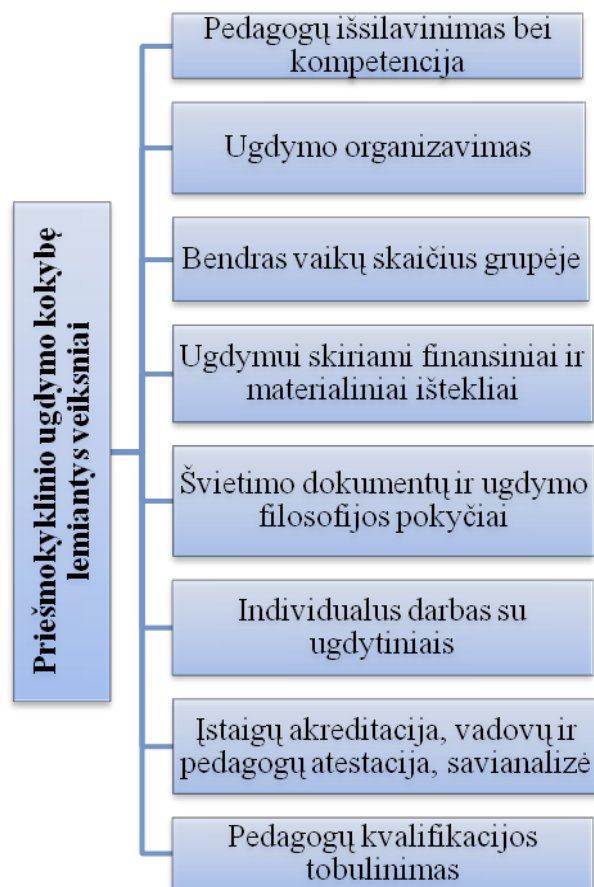 Priešmokyklinio ugdymo kokybę
lemiantys veiksniai
Pedagogų išsilavinimas bei
kompetencija
Ugdymo organizavimas
Bendras vaikų skaičius grupėje
Ugdymui skiriami finansiniai ir
materialiniai ištekliai
Švietimo dokumentų ir ugdymo
filosofijos pokyčiai
Individualus darbas su
ugdytiniais
Įstaigų akreditacija, vadovų ir
pedagogų atestacija, savianalizė
Pedagogų kvalifikacijos
tobulinimas